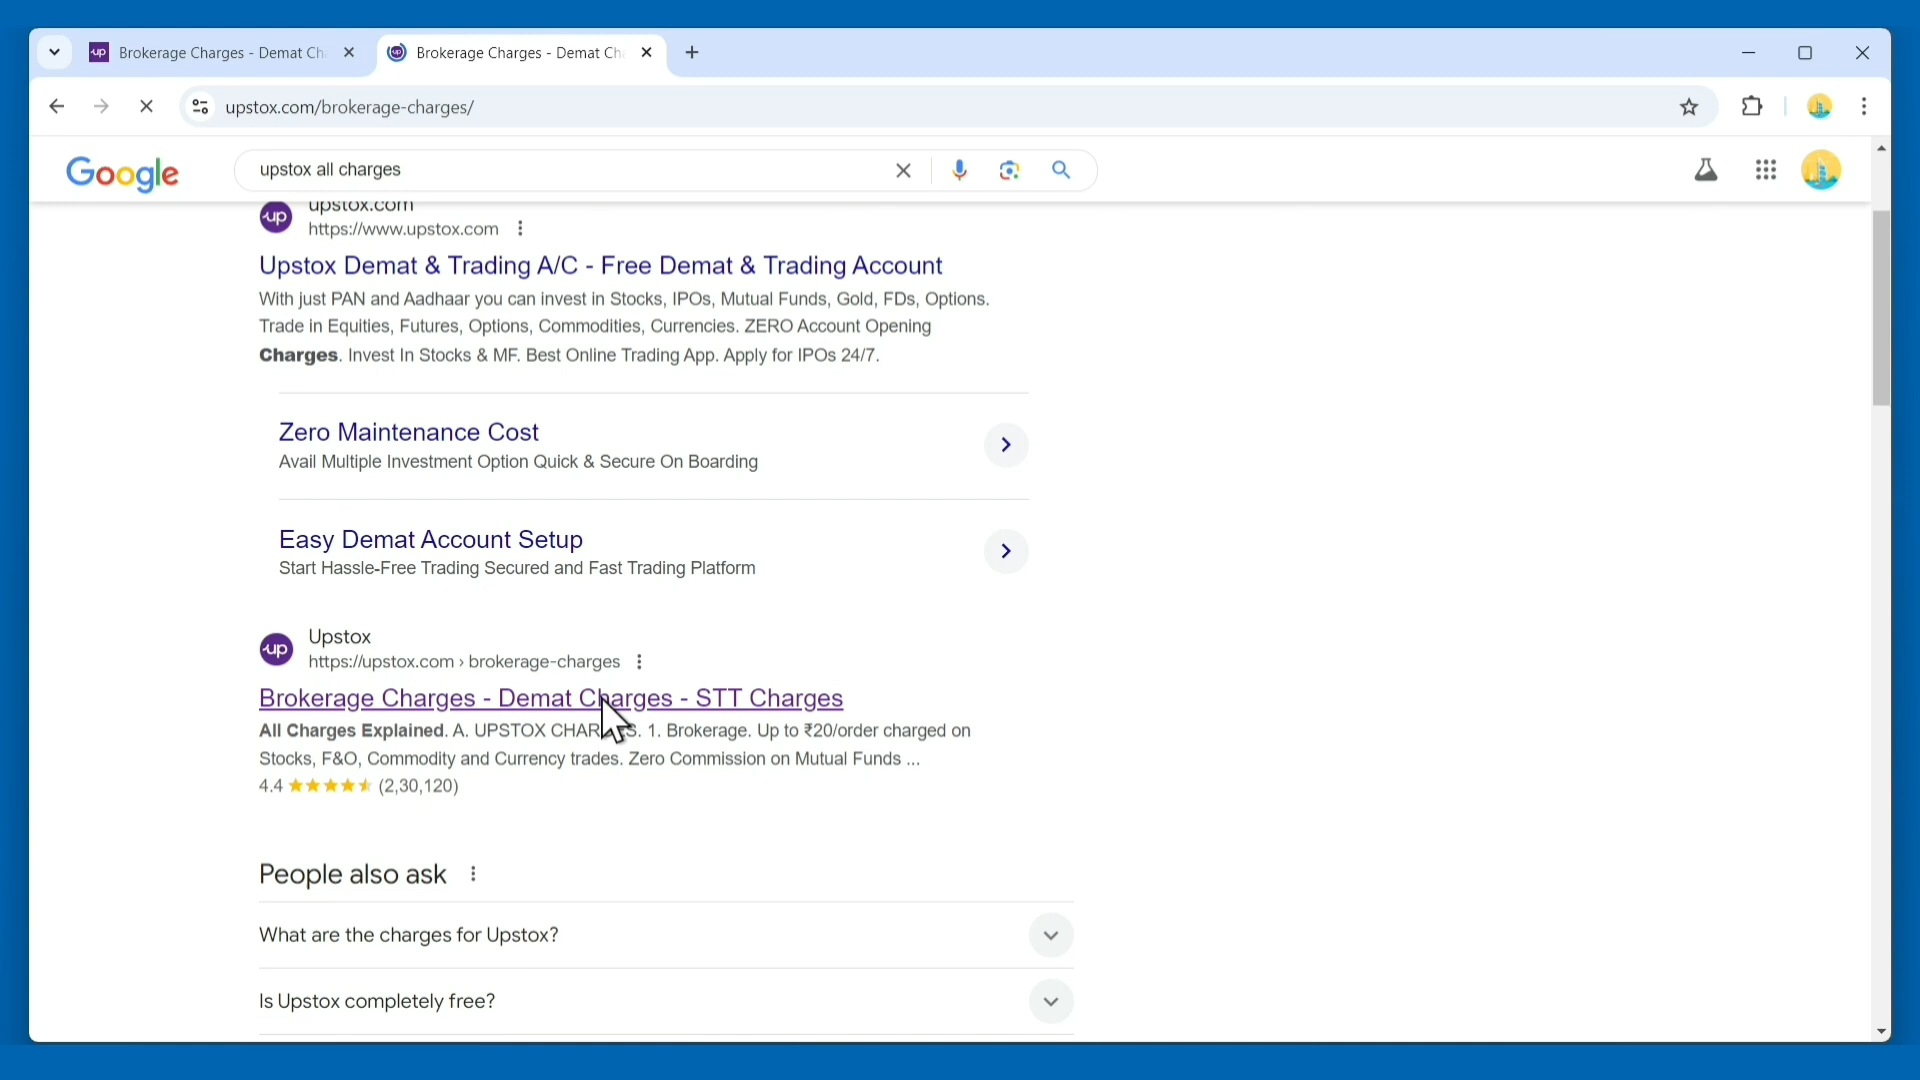 up Brokerage Charges - Demat Ch
up Brokerage Charges - Demat Ch
upstox.com/brokerage-charges/
Google
upstox all charges
up
upstox.com
https://www.upstox.com
Upstox Demat & Trading A/C - Free Demat & Trading Account
With just PAN and Aadhaar you can invest in Stocks, IPOs, Mutual Funds, Gold, FDs, Options.
Trade in Equities, Futures, Options, Commodities, Currencies. ZERO Account Opening
Charges. Invest In Stocks & MF. Best Online Trading App. Apply for IPOs 24/7.
Zero Maintenance Cost
Avail Multiple Investment Option Quick & Secure On Boarding
Easy Demat Account Setup
Start Hassle-Free Trading Secured and Fast Trading Platform
up
Upstox
https://upstox.com › brokerage-charges
Brokerage Charges - Demat Charges - STT Charges
All Charges Explained. A. UPSTOX CHAR S. 1. Brokerage. Up to ₹20/order charged on
Stocks, F&O, Commodity and Currency trades. Zero Commission on Mutual Funds ...
4.4 ★★★★★ (2,30,120)
People also ask
What are the charges for Upstox?
Is Upstox completely free?